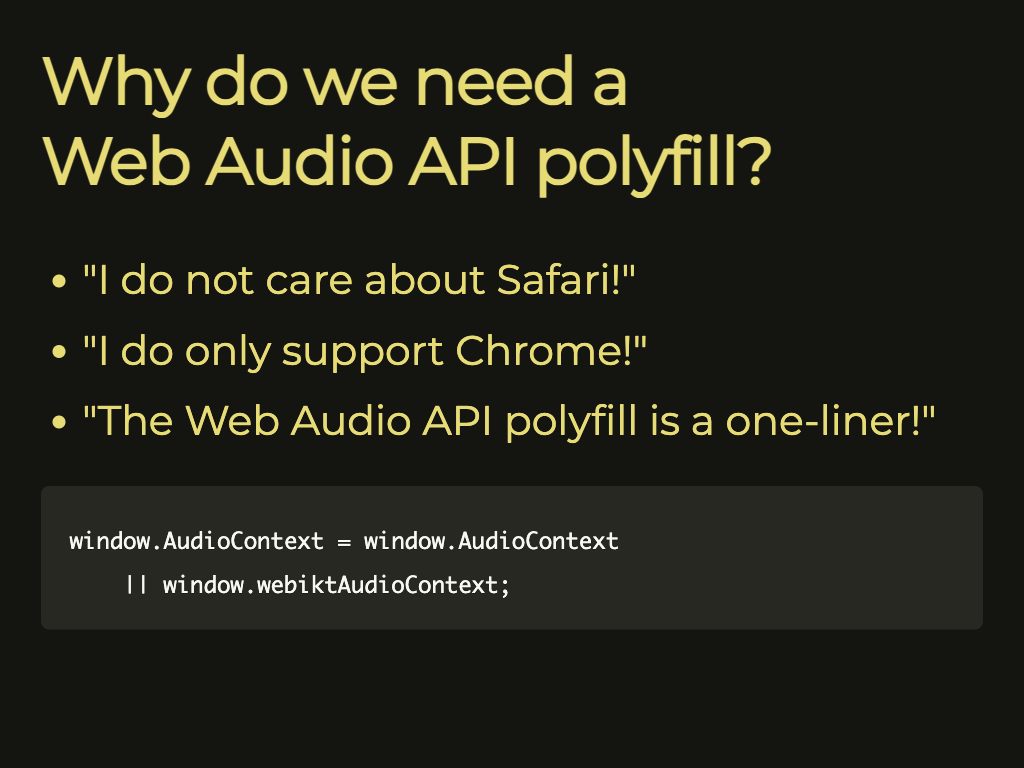 Why do we need a
Web Audio API polyfill?
• "I do not care about Safari!"
• "I do only support Chrome!"
• "The Web Audio API polyfill is a one-liner!"
window.AudioContext = window.AudioContext
    || window.webiktAudioContext;